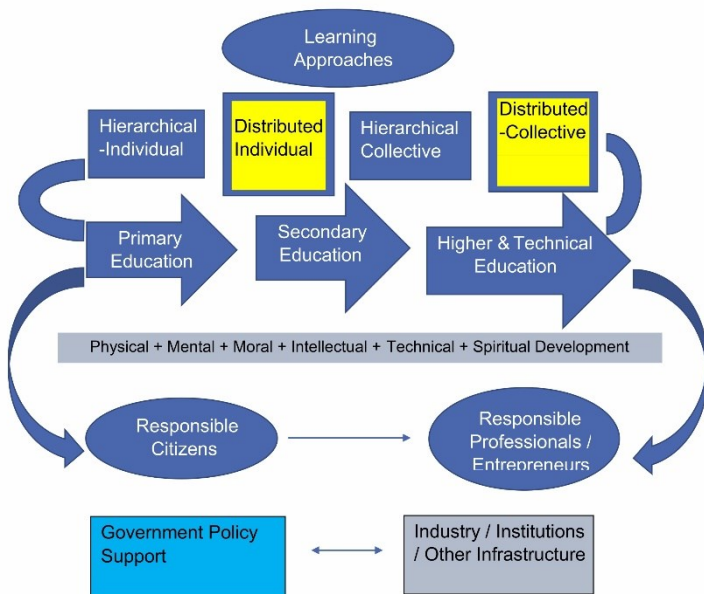 Learning
Approaches
Hierarchical
-Individual
Distributed
Individual
Hierarchical
Collective
Distributed
-Collective
Primary
Education
Secondary
Education
Higher & Technical
Education
Physical + Mental + Moral + Intellectual + Technical + Spiritual Development
Responsible
Citizens
Responsible
Professionals /
Entrepreneurs
Government Policy
Support
Industry / Institutions
/ Other Infrastructure